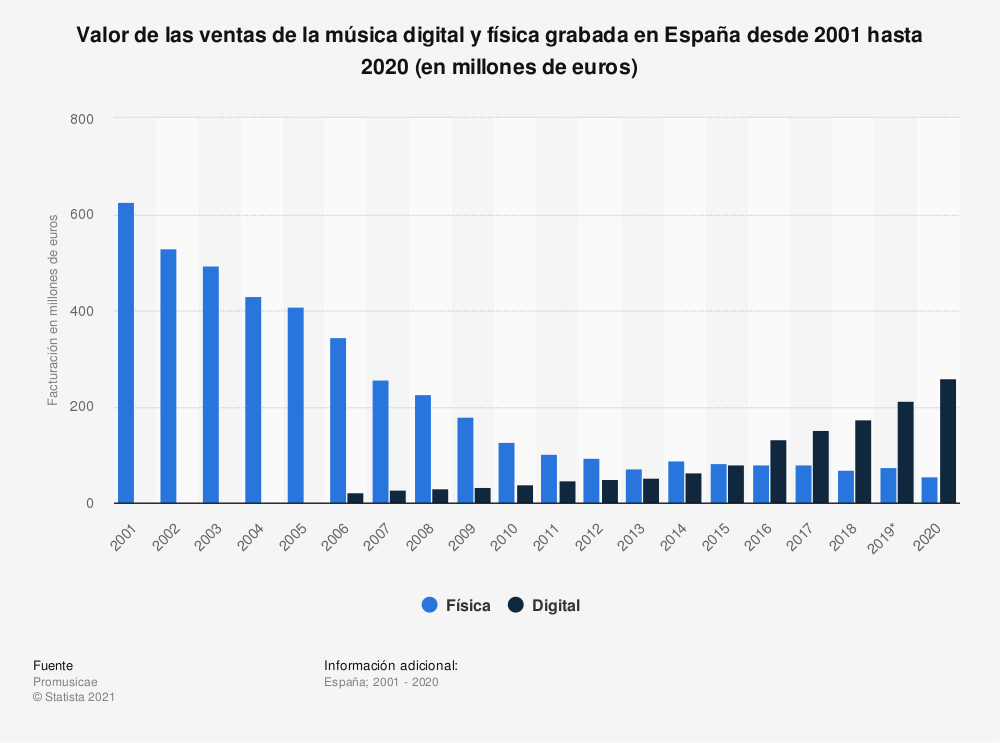 Valor de las ventas de la música digital y física grabada en España desde 2001 hasta
2020 (en millones de euros)
Facturación en millones de euros
800
600
400
200
0
2001
2002
2003
2004
2005
2006
2007
2008
2009
2010
2011
2012
2013
2014
2015
2016
2017
2018
2019*
2020
Física
Digital
Fuente
Promusicae
© Statista 2021
Información adicional:
España; 2001 - 2020